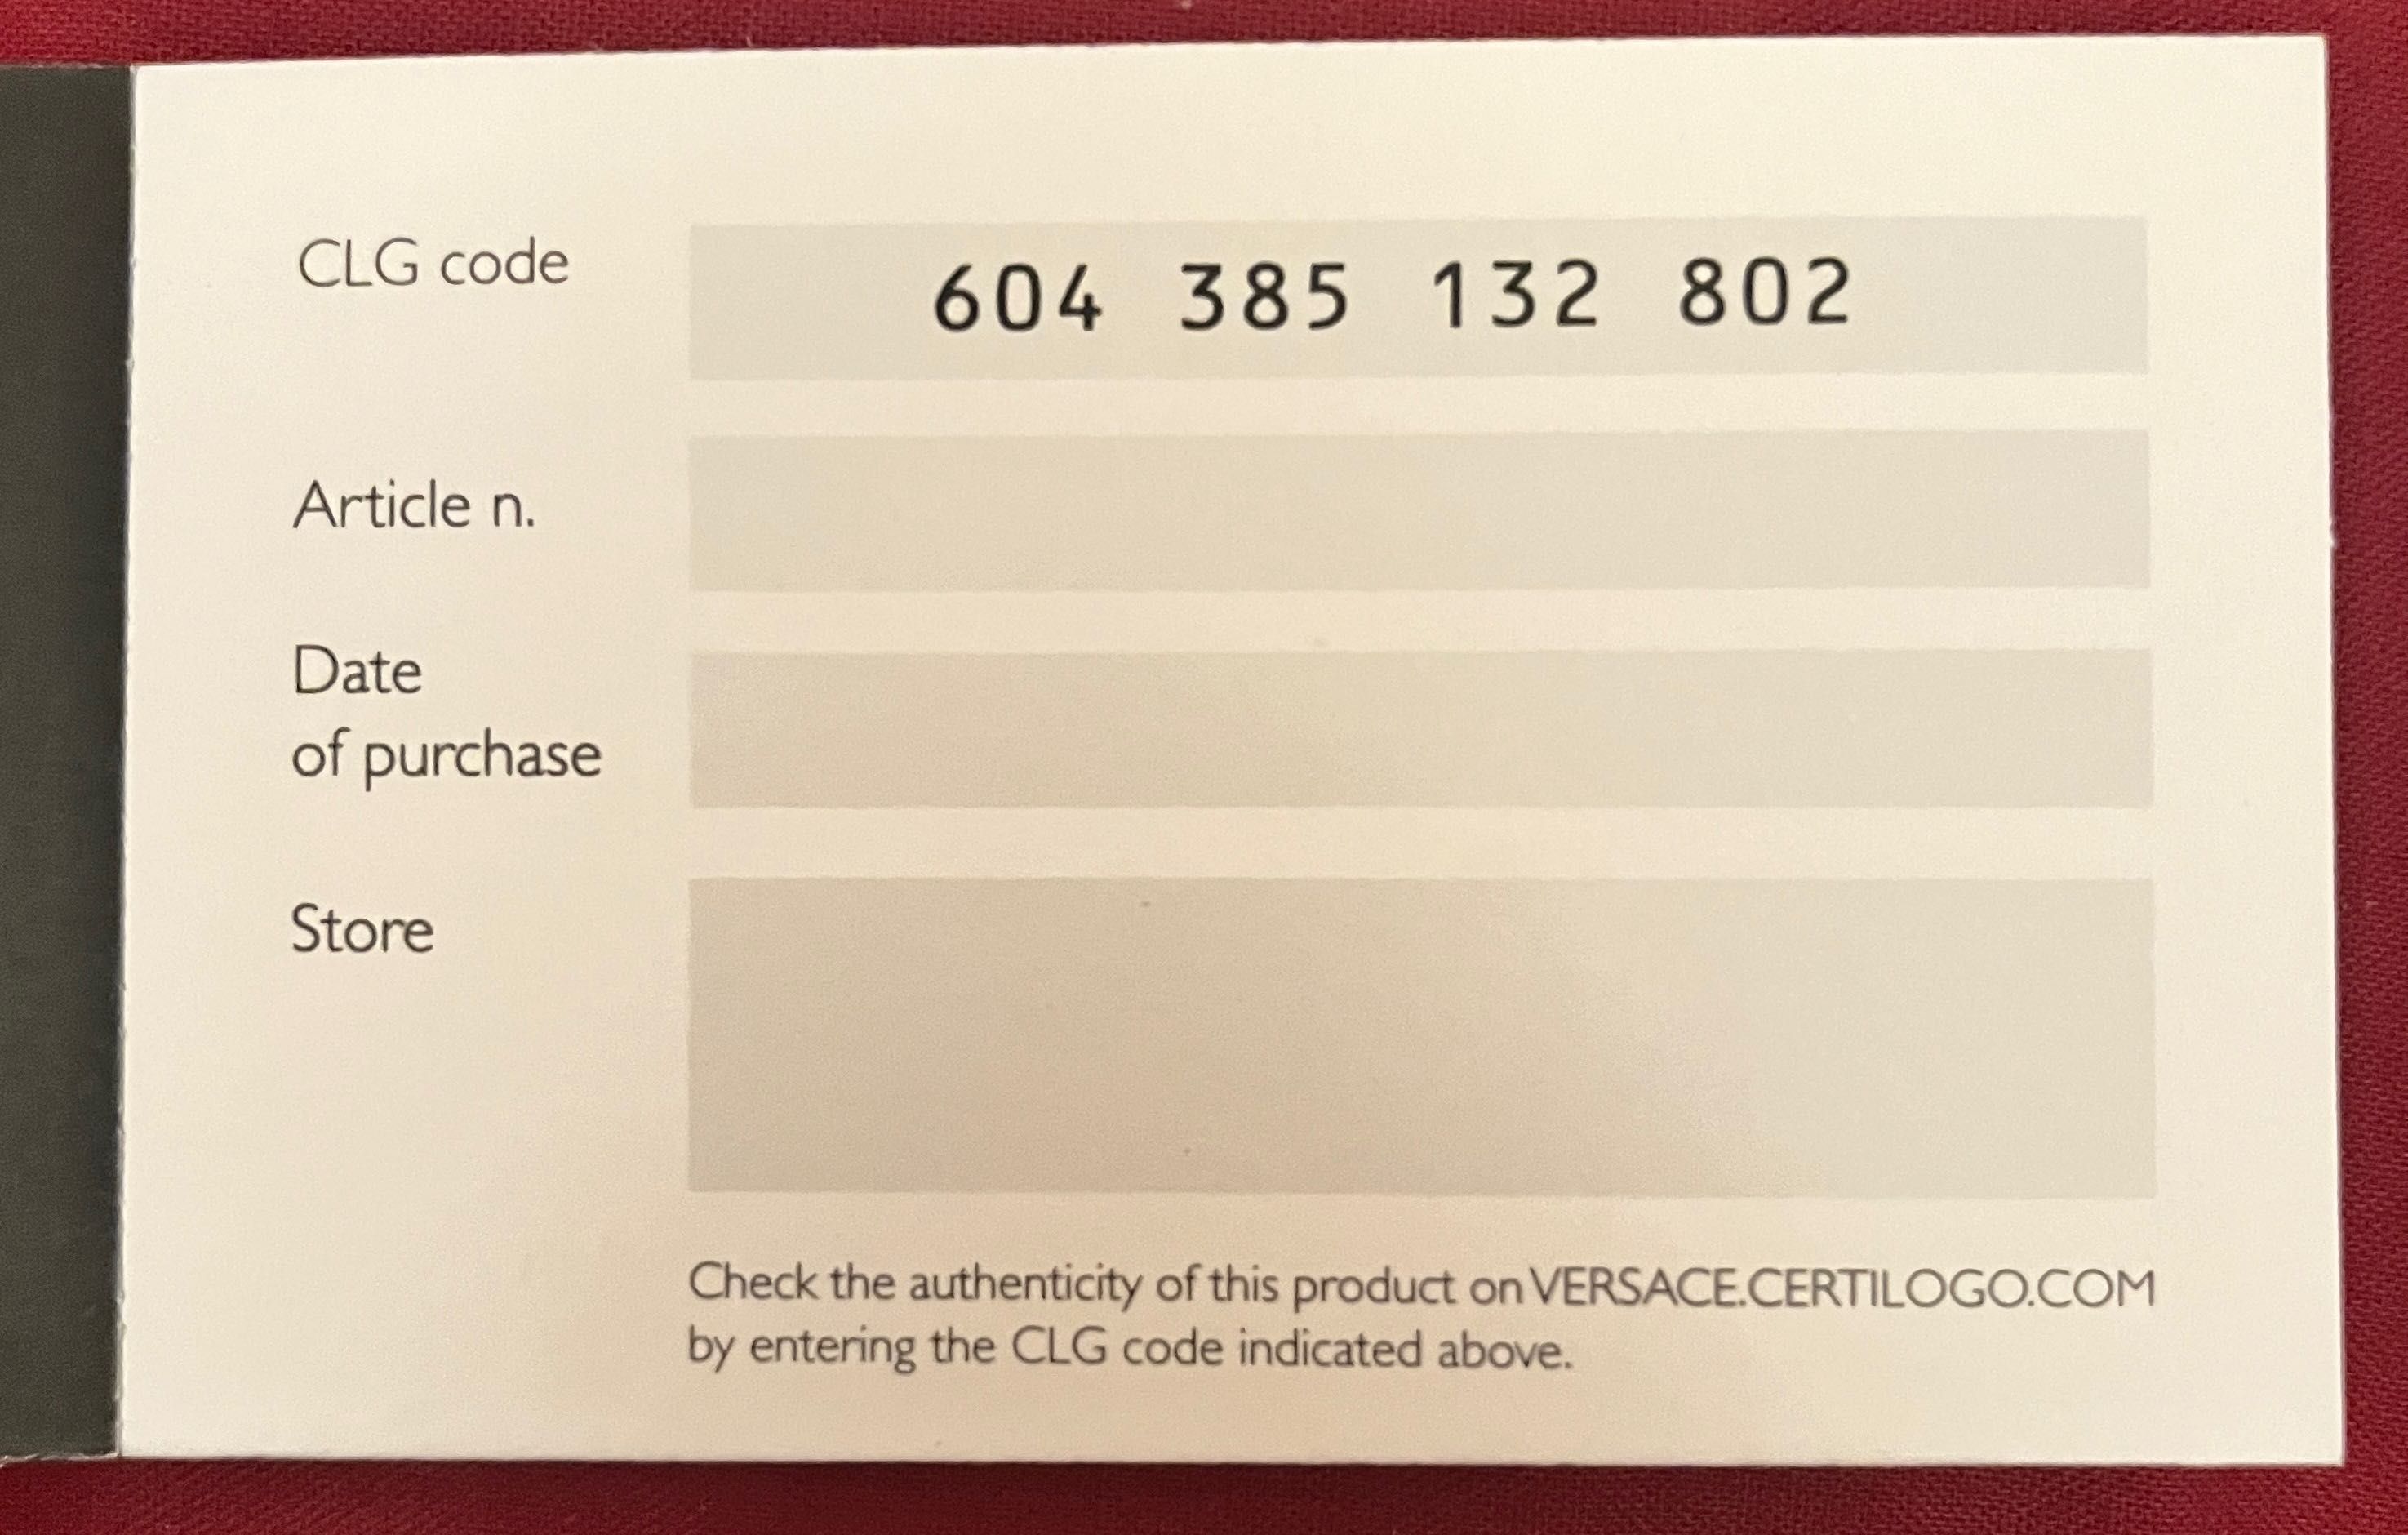 CLG code 604 385 132 802
Article n.
Date
of purchase
Store
Check the authenticity of this product on VERSACE.CERTILOGO.COM
by entering the CLG code indicated above.